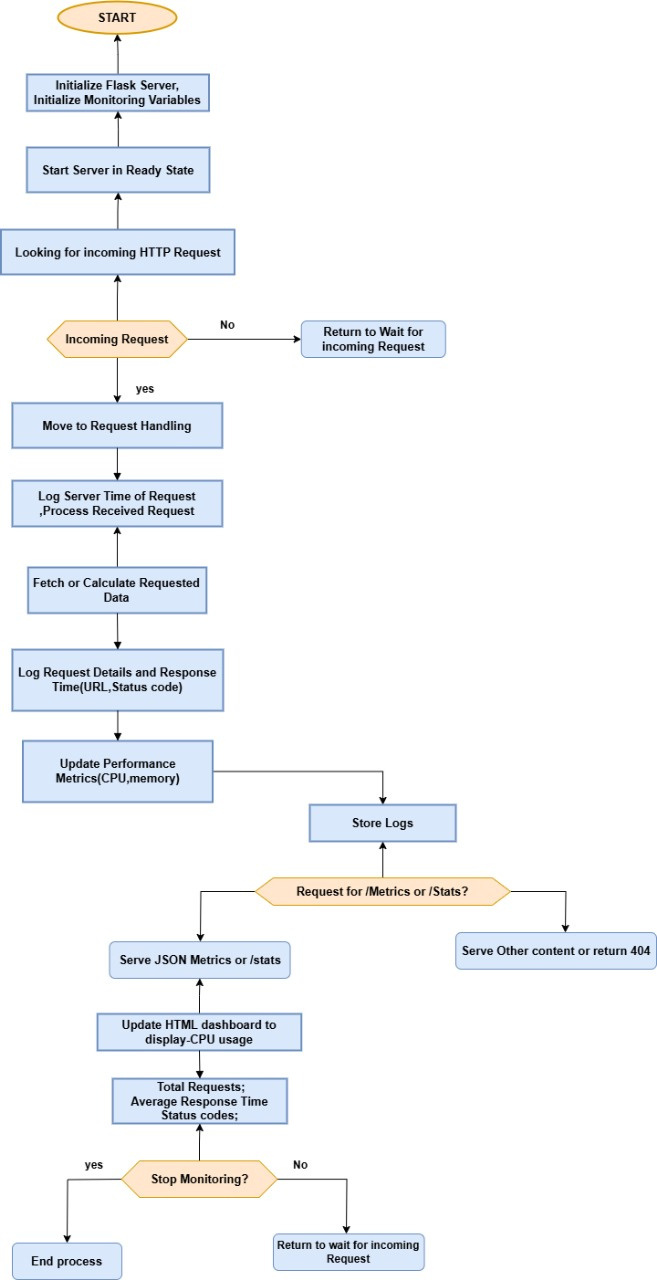 START
Initialize Flask Server,
Initialize Monitoring Variables
Start Server in Ready State
Looking for incoming HTTP Request
Incoming Request
No
Return to Wait for
incoming Request
yes
Move to Request Handling
Log Server Time of Request
,Process Received Request
Fetch or Calculate Requested
Data
Log Request Details and Response
Time(URL,Status code)
Update Performance
Metrics(CPU,memory)
Store Logs
Request for /Metrics or /Stats?
Serve JSON Metrics or /stats
Serve Other content or return 404
Update HTML dashboard to
display-CPU usage
Total Requests;
Average Response Time
Status codes;
yes
Stop Monitoring?
No
End process
Return to wait for incoming
Request